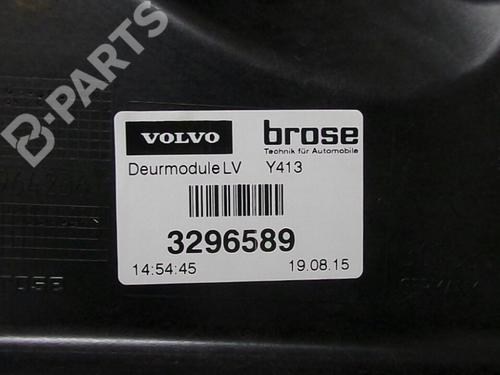 B-PARTS
VOLVO brose
Technik für Automobile
Deurmodule LV Y413
3296589
14:54:45 19.08.15